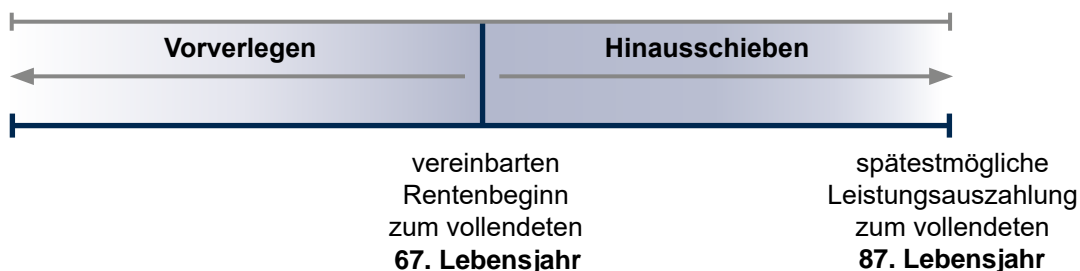 Vorverlegen
Hinausschieben
vereinbarten
Rentenbeginn
zum vollendeten
67. Lebensjahr
spätestmögliche
Leistungsauszahlung
zum vollendeten
87. Lebensjahr